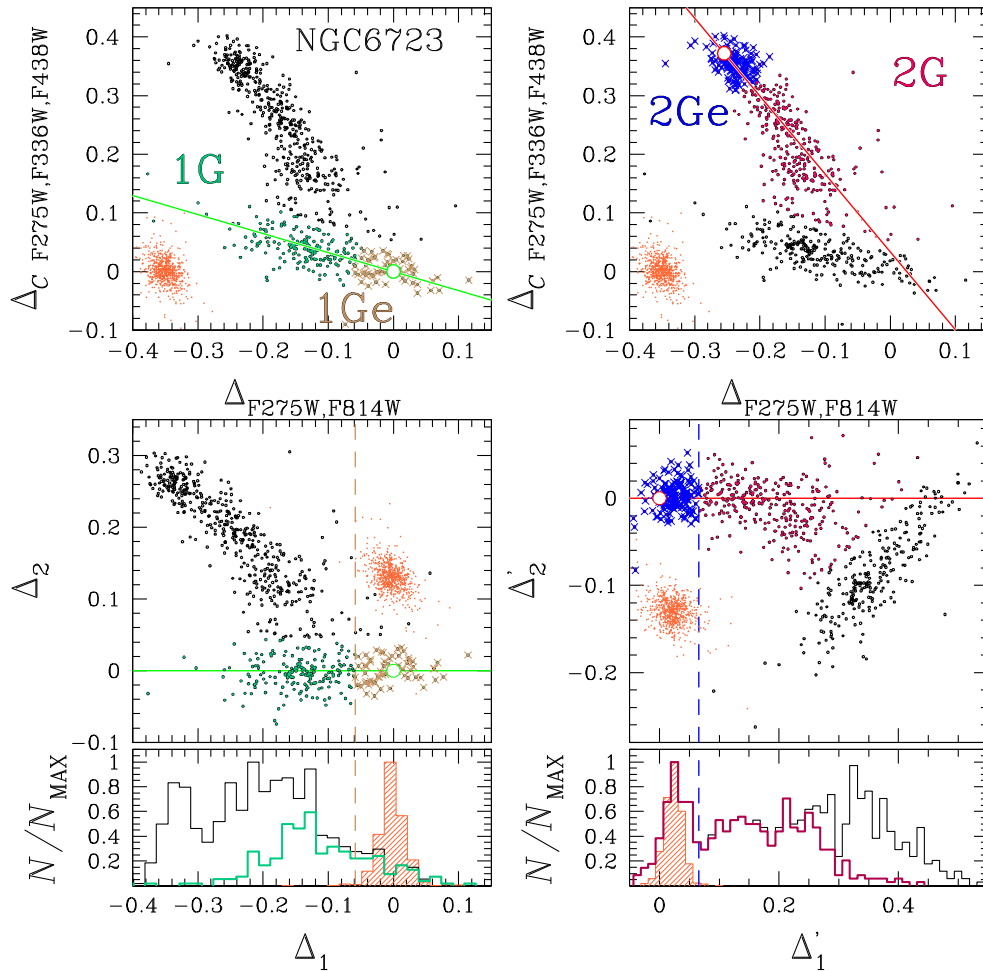 NGC6723
1G
1Ge
0.4
0.3
0.2
0.1
0
−0.1
−0.4 −0.3 −0.2 −0.1 0 0.1
Δ_C F275W,F336W,F438W
Δ_F275W,F814W
2G
2Ge
0.4
0.3
0.2
0.1
0
−0.1
−0.4 −0.3 −0.2 −0.1 0 0.1
Δ_C F275W,F336W,F438W
Δ_F275W,F814W
0.3
0.2
0.1
0
−0.1
Δ_2
0
−0.1
−0.2
Δ'_2
1
0.8
0.6
0.4
0.2
N/N_MAX
−0.4 −0.3 −0.2 −0.1 0 0.1
Δ_1
1
0.8
0.6
0.4
0.2
N/N_MAX
0 0.2 0.4
Δ'_1